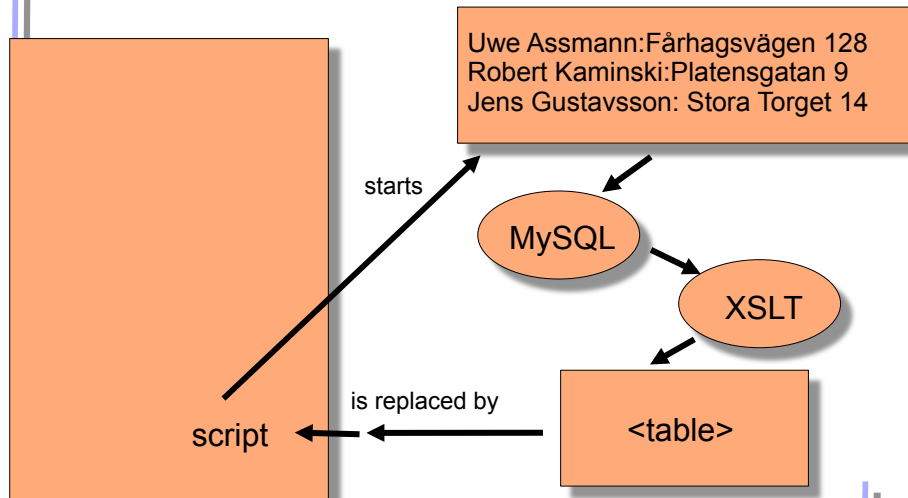 Uwe Assmann:Fårhagsvägen 128
Robert Kaminski:Platensgatan 9
Jens Gustavsson: Stora Torget 14
starts
MySQL
XSLT
is replaced by
script
<table>